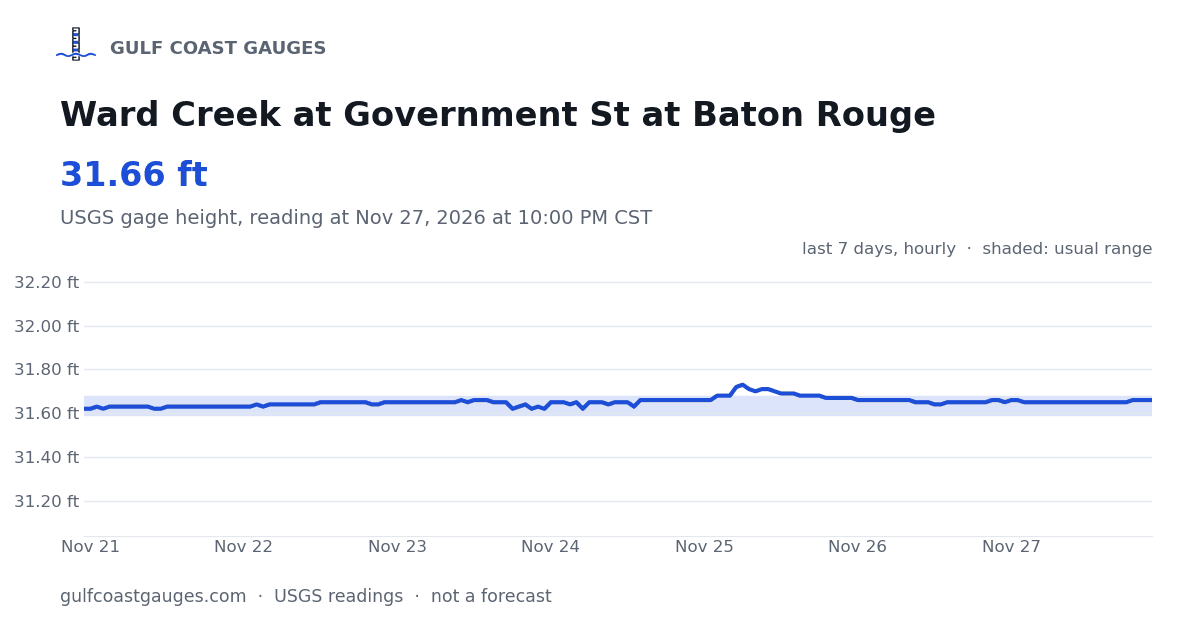 GULF COAST GAUGES
Ward Creek at Government St at Baton Rouge
31.66 ft
USGS gage height, reading at Nov 27, 2026 at 10:00 PM CST
last 7 days, hourly · shaded: usual range
32.20 ft
32.00 ft
31.80 ft
31.60 ft
31.40 ft
31.20 ft
Nov 21 Nov 22 Nov 23 Nov 24 Nov 25 Nov 26 Nov 27
gulfcoastgauges.com · USGS readings · not a forecast